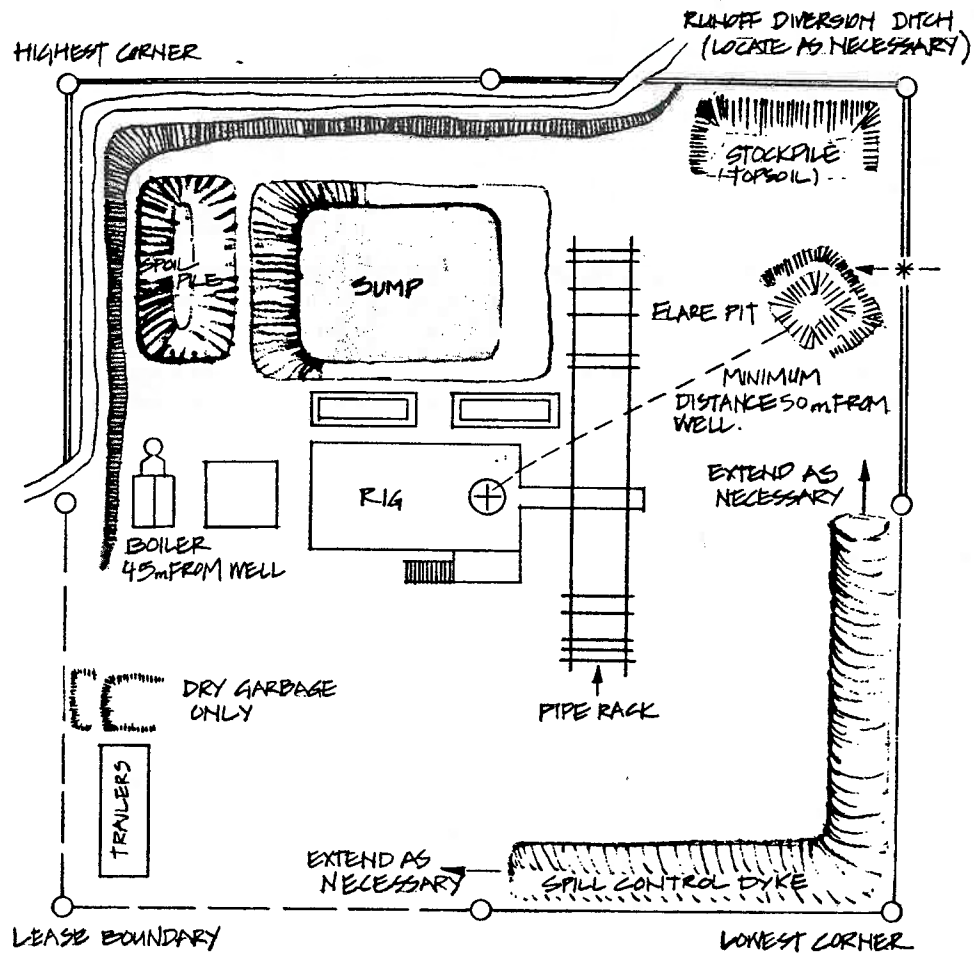 RUNOFF DIVERSION DITCH
(LOCATE AS NECESSARY)
HIGHEST CORNER
STOCKPILE
(TOPSOIL)
SPOIL
PILE
SUMP
FLARE PIT
MINIMUM
DISTANCE 50m FROM
WELL.
EXTEND AS
NECESSARY
RIG
BOILER
45m FROM WELL
DRY GARBAGE
ONLY
PIPE RACK
TRAILERS
EXTEND AS
NECESSARY
SPILL CONTROL DYKE
LEASE BOUNDARY
LOWEST CORNER